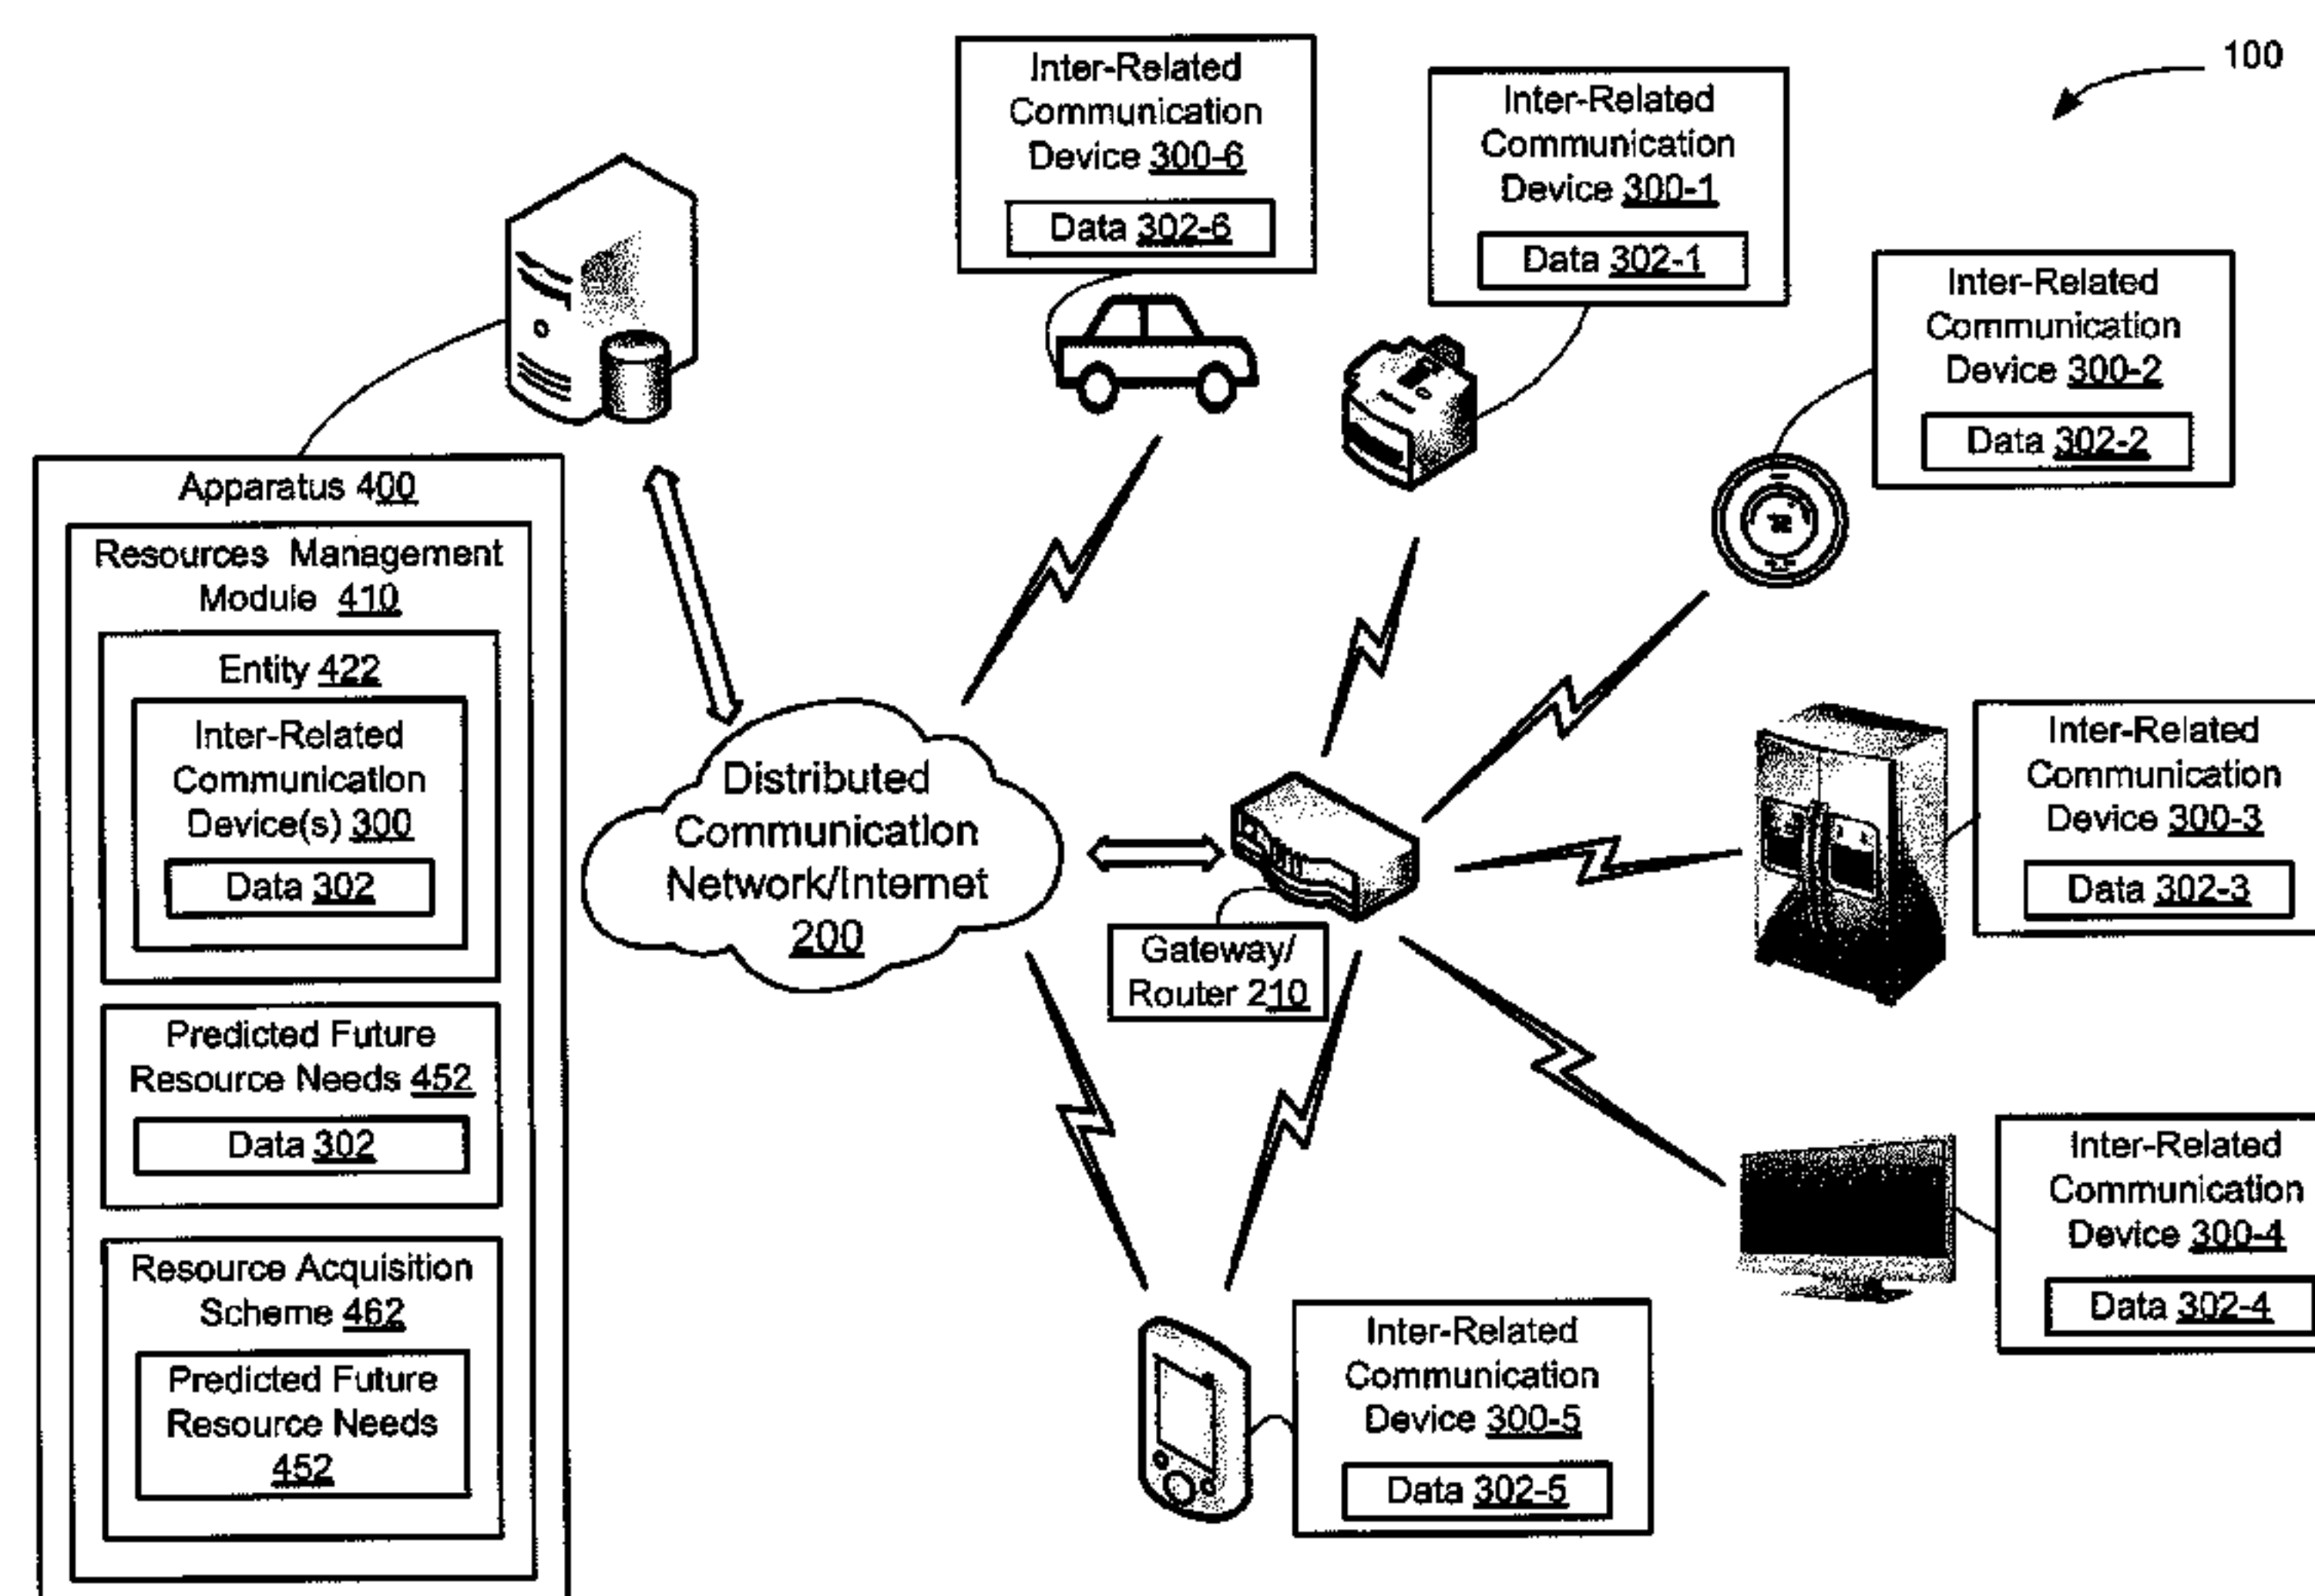 100
Inter-Related
Communication
Device 300-6
Data 302-6
Inter-Related
Communication
Device 300-1
Data 302-1
Inter-Related
Communication
Device 300-2
Data 302-2
Apparatus 400
Resources Management
Module 410
Entity 422
Inter-Related
Communication
Device(s) 300
Data 302
Predicted Future
Resource Needs 452
Data 302
Resource Acquisition
Scheme 462
Predicted Future
Resource Needs
452
Distributed
Communication
Network/Internet
200
Gateway/
Router 210
Inter-Related
Communication
Device 300-3
Data 302-3
Inter-Related
Communication
Device 300-4
Data 302-4
Inter-Related
Communication
Device 300-5
Data 302-5